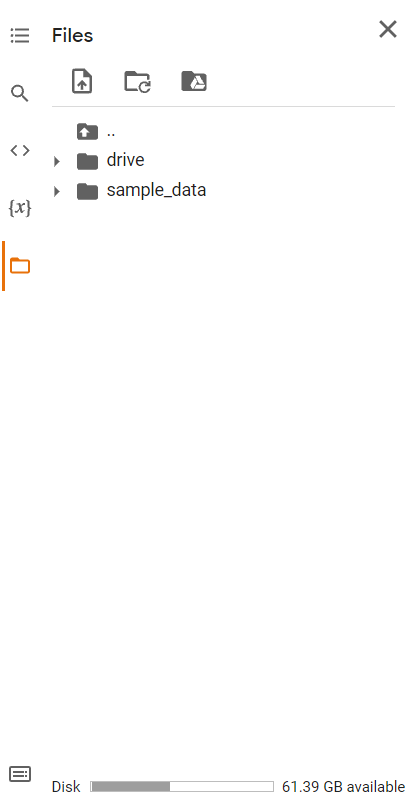 Files
..
drive
sample_data
{x}
Disk 61.39 GB available